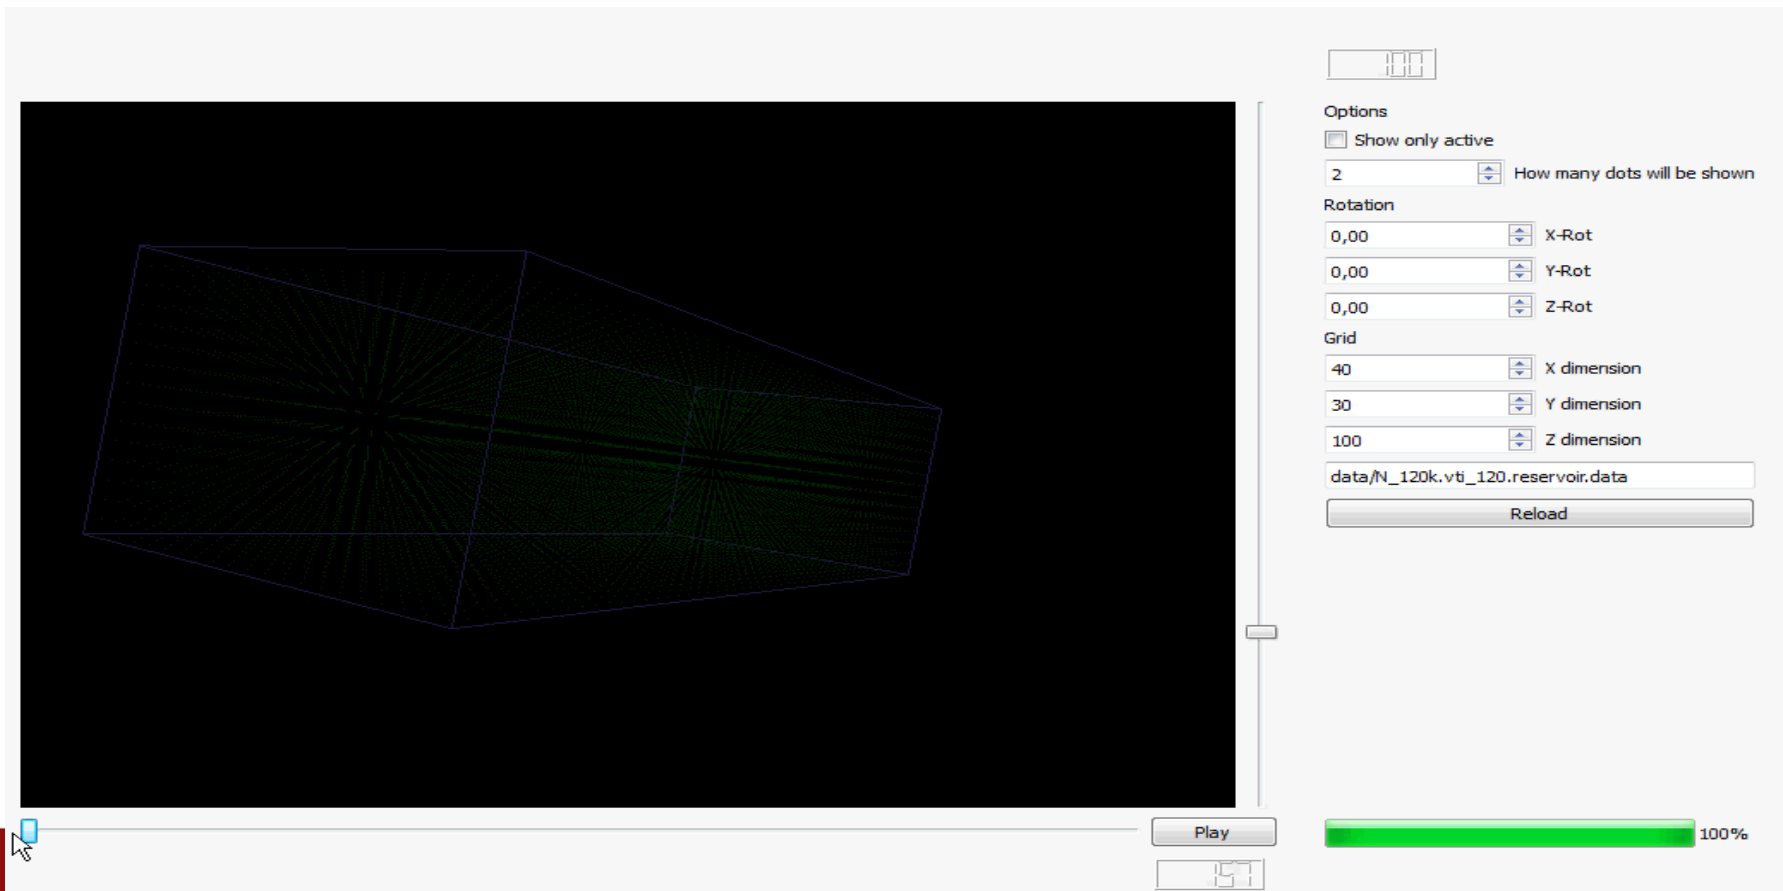 100
Options
Show only active
2 How many dots will be shown
Rotation
0,00 X-Rot
0,00 Y-Rot
0,00 Z-Rot
Grid
40 X dimension
30 Y dimension
100 Z dimension
data/N_120k.vti_120.reservoir.data
Reload
Play
100%